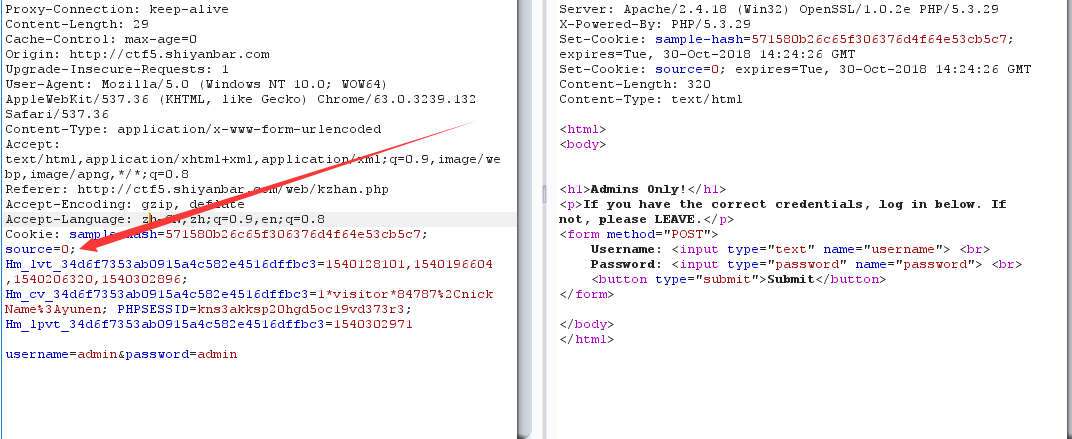 Proxy-Connection: keep-alive
Content-Length: 29
Cache-Control: max-age=0
Origin: http://ctf5.shiyanbar.com
Upgrade-Insecure-Requests: 1
User-Agent: Mozilla/5.0 (Windows NT 10.0; WOW64)
AppleWebKit/537.36 (KHTML, like Gecko) Chrome/63.0.3239.132
Safari/537.36
Content-Type: application/x-www-form-urlencoded
Accept:
text/html,application/xhtml+xml,application/xml;q=0.9,image/we
bp,image/apng,*/*;q=0.8
Referer: http://ctf5.shiyanbar.com/web/kzhan.php
Accept-Encoding: gzip, deflate
Accept-Language: zh-CN,zh;q=0.9,en;q=0.8
Cookie: sample-hash=571580b26c65f306376d4f64e53cb5c7;
source=0;
Hm_lvt_34d6f7353ab0915a4c582e4516dffbc3=1540128101,1540196604
,1540206320,1540302896;
Hm_cv_34d6f7353ab0915a4c582e4516dffbc3=1*visitor*84787%2Cnick
Name%3Ayunen; PHPSESSID=kns3akksp20hgd5oc19vd373r3;
Hm_lpvt_34d6f7353ab0915a4c582e4516dffbc3=1540302971
username=admin&password=admin
Server: Apache/2.4.18 (Win32) OpenSSL/1.0.2e PHP/5.3.29
X-Powered-By: PHP/5.3.29
Set-Cookie: sample-hash=571580b26c65f306376d4f64e53cb5c7;
expires=Tue, 30-Oct-2018 14:24:26 GMT
Set-Cookie: source=0; expires=Tue, 30-Oct-2018 14:24:26 GMT
Content-Length: 320
Content-Type: text/html
<html>
<body>
<h1>Admins Only!</h1>
<p>If you have the correct credentials, log in below. If
not, please LEAVE.</p>
<form method="POST">
Username: <input type="text" name="username"> <br>
Password: <input type="password" name="password"> <br>
<button type="submit">Submit</button>
</form>
</body>
</html>